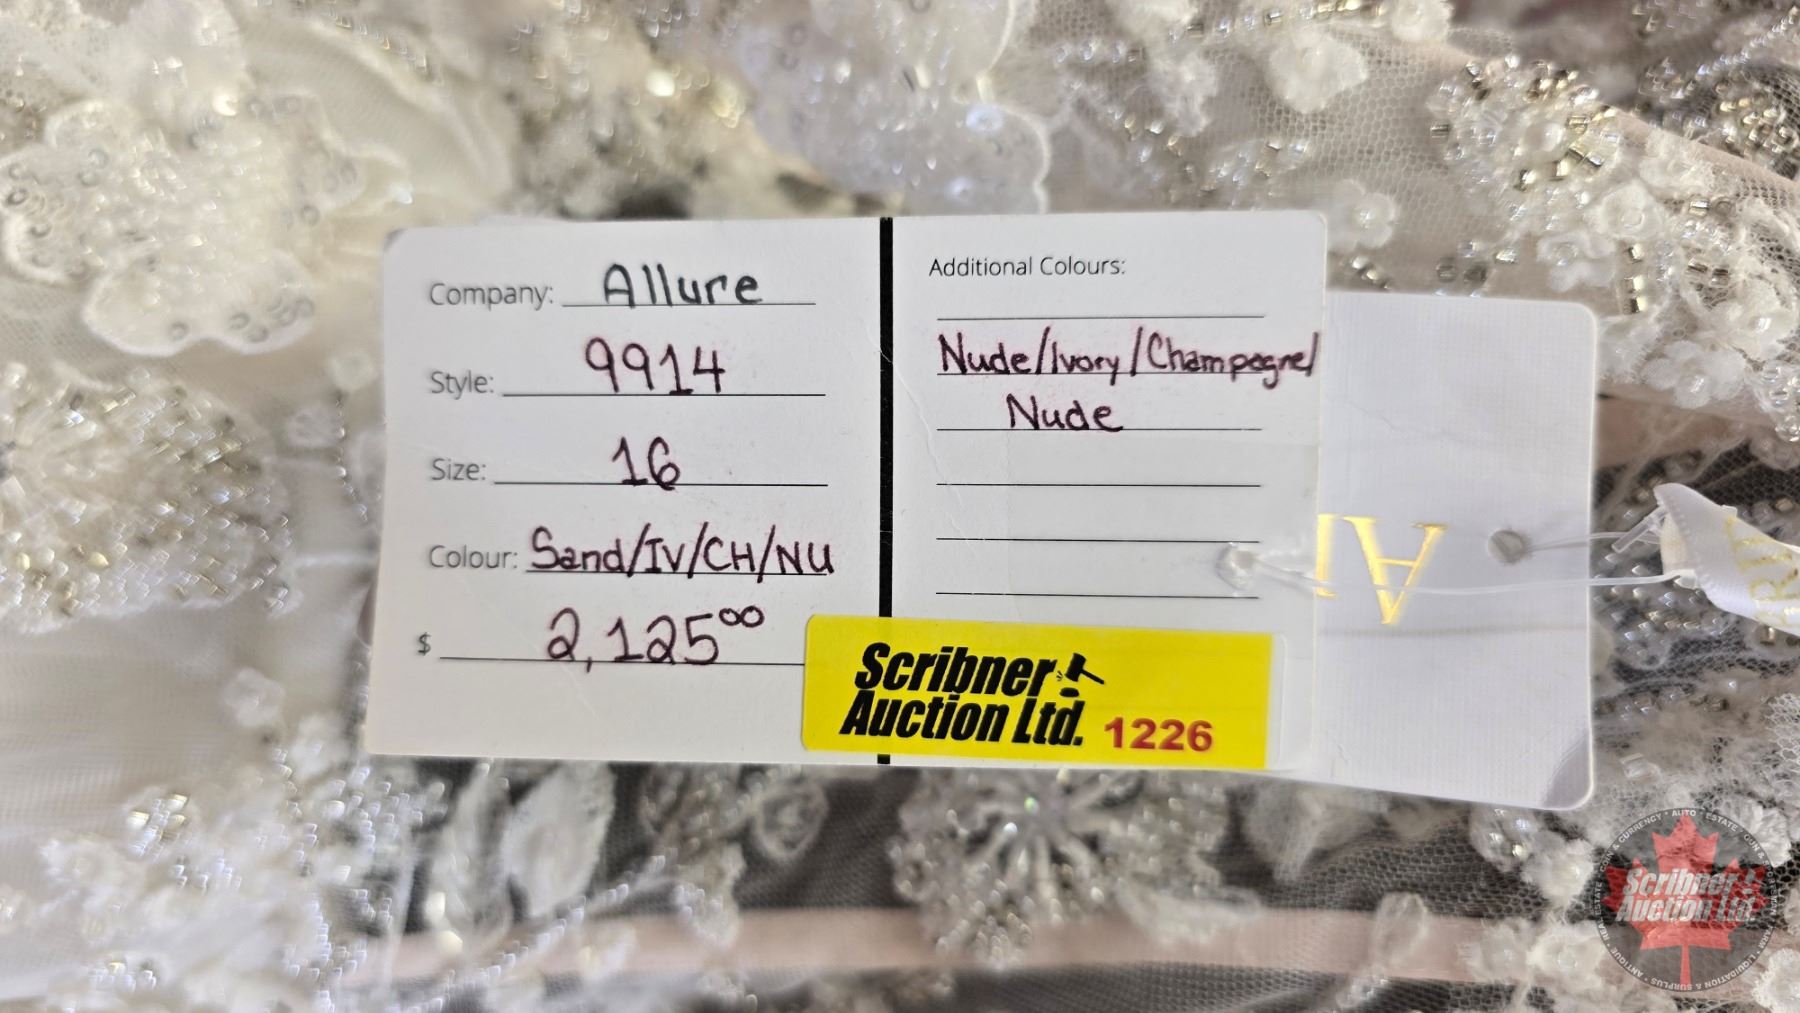 Company: Allure
Style: 9914
Size: 16
Colour: Sand/IV/CH/NU
$ 2,125⁰⁰
Additional Colours:
Nude/Ivory/Champagne/
Nude
Scribner
Auction Ltd. 1226
Scribner
Auction Ltd